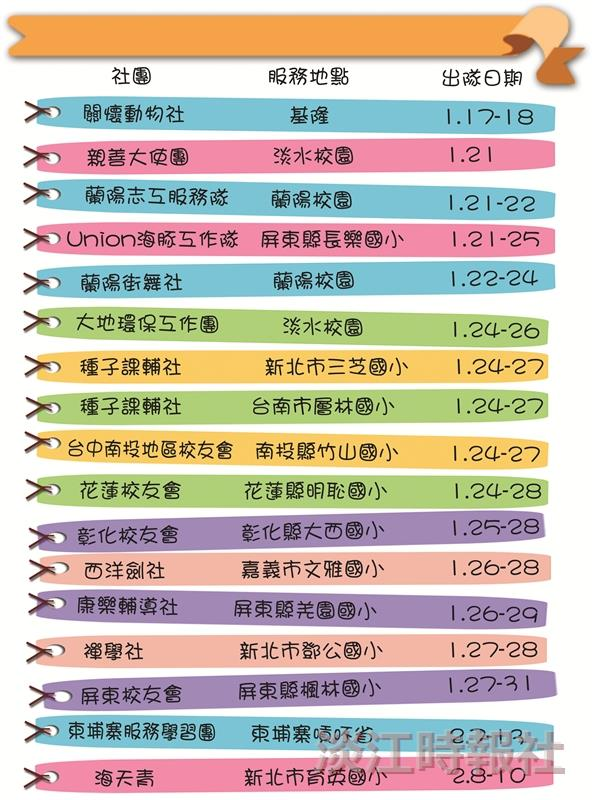 社團 服務地點 出隊日期
關懷動物社 基隆 1.17-18
親善大使團 淡水校園 1.21
蘭陽志工服務隊 蘭陽校園 1.21-22
Union海豚工作隊 屏東縣長樂國小 1.21-25
蘭陽街舞社 蘭陽校園 1.22-24
大地環保工作團 淡水校園 1.24-26
種子課輔社 新北市三芝國小 1.24-27
種子課輔社 台南市層林國小 1.24-27
台中南投地區校友會 南投縣竹山國小 1.24-27
花蓮校友會 花蓮縣明恥國小 1.24-28
彰化校友會 彰化縣大西國小 1.25-28
西洋劍社 嘉義市文雅國小 1.26-28
康樂輔導社 屏東縣羌園國小 1.26-29
禪學社 新北市鄧公國小 1.27-28
屏東校友會 屏東縣楓林國小 1.27-31
柬埔寨服務學習團 柬埔寨嗊吥省 2.2-13
海天青 新北市育英國小 2.8-10
淡江時報社